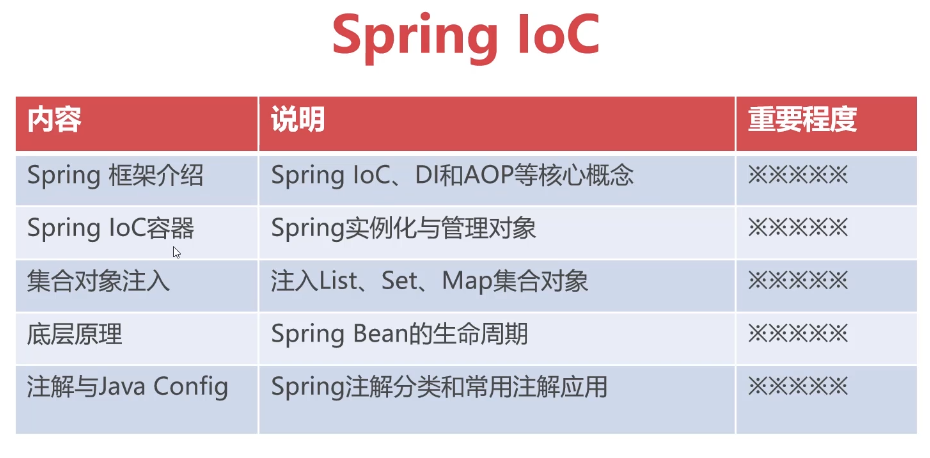 Spring IoC
内容 说明 重要程度
Spring 框架介绍 Spring IoC、DI和AOP等核心概念 ※※※※※
Spring IoC容器 Spring实例化与管理对象 ※※※※※
集合对象注入 注入List、Set、Map集合对象 ※※※※※
底层原理 Spring Bean的生命周期 ※※※※※
注解与Java Config Spring注解分类和常用注解应用 ※※※※※